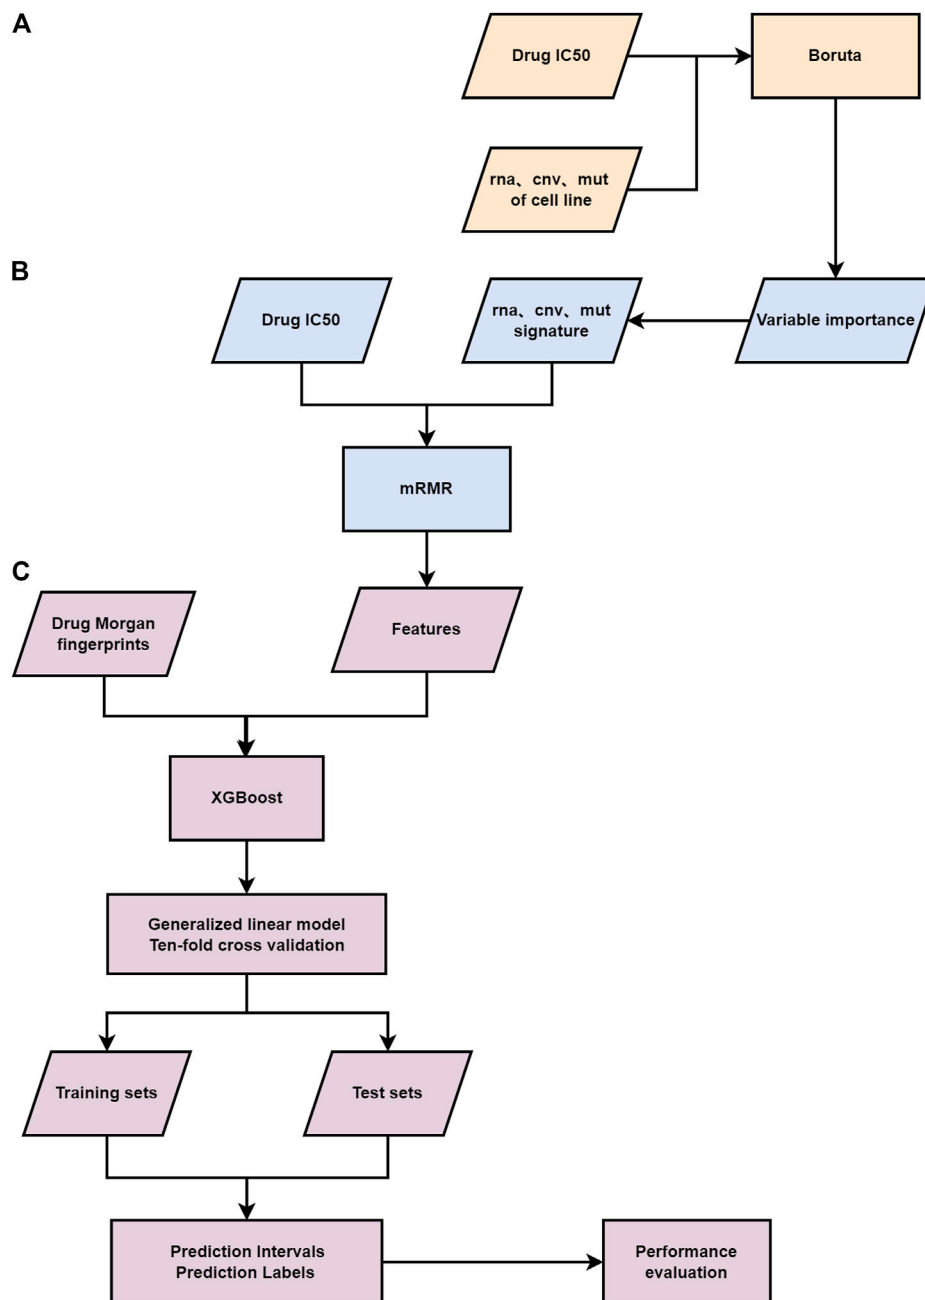 A
Drug IC50
Boruta
rna、cnv、mut
of cell line
B
Drug IC50
rna、cnv、mut
signature
Variable importance
mRMR
C
Drug Morgan
fingerprints
Features
XGBoost
Generalized linear model
Ten-fold cross validation
Training sets
Test sets
Prediction Intervals
Prediction Labels
Performance
evaluation